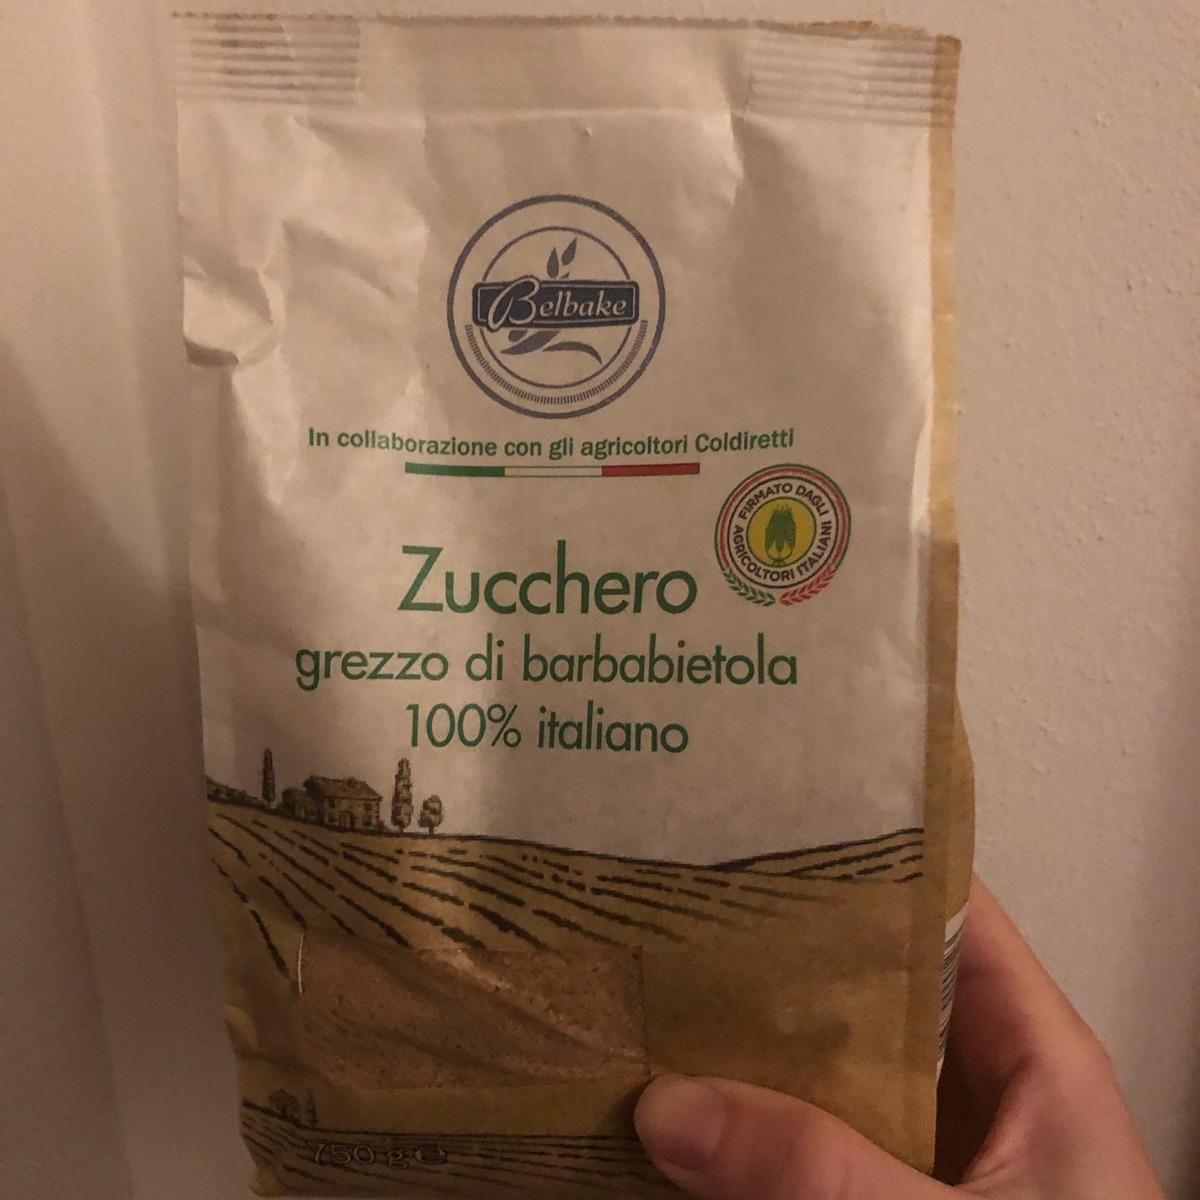 Belbake
In collaborazione con gli agricoltori Coldiretti
FIRMATO DAGLI
AGRICOLTORI ITALIANI
Zucchero
grezzo di barbabietola
100% italiano
750 g e